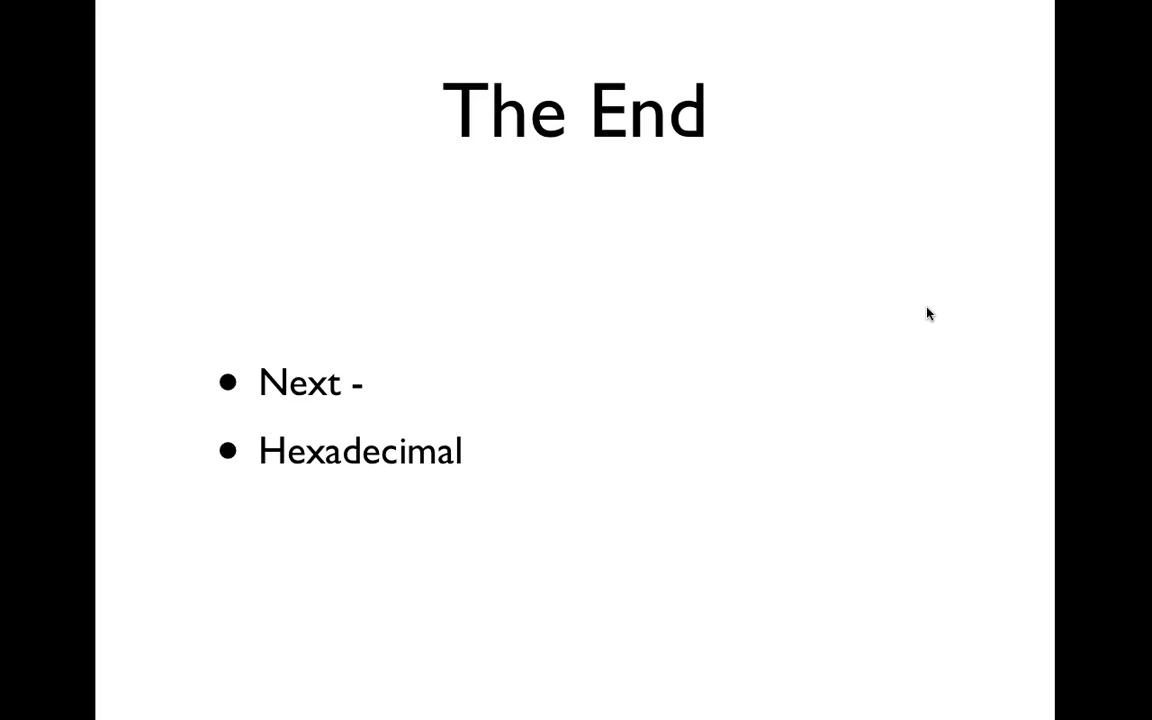 The End
• Next -
• Hexadecimal